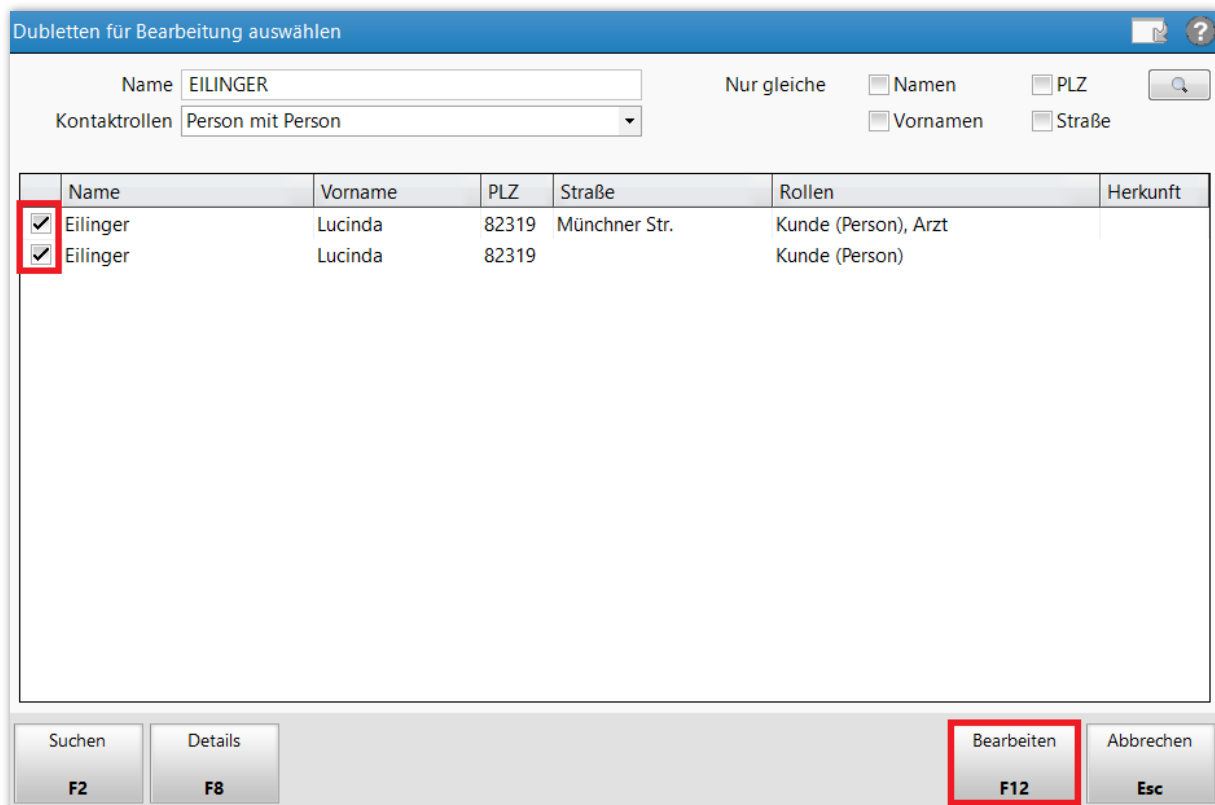 Dubletten für Bearbeitung auswählen ?
Name EILINGER Nur gleiche Namen PLZ
Kontaktrollen Person mit Person Vornamen Straße
Name Vorname PLZ Straße Rollen Herkunft
Eilinger Lucinda 82319 Münchner Str. Kunde (Person), Arzt
Eilinger Lucinda 82319 Kunde (Person)
Suchen Details Bearbeiten Abbrechen
F2 F8 F12 Esc